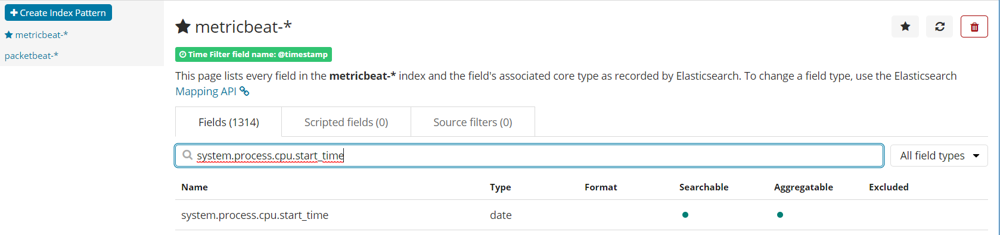 Create Index Pattern
metricbeat-*
packetbeat-*
metricbeat-*
Time Filter field name: @timestamp
This page lists every field in the metricbeat-* index and the field's associated core type as recorded by Elasticsearch. To change a field type, use the Elasticsearch
Mapping API
Fields (1314) Scripted fields (0) Source filters (0)
system.process.cpu.start_time All field types
Name Type Format Searchable Aggregatable Excluded
system.process.cpu.start_time date